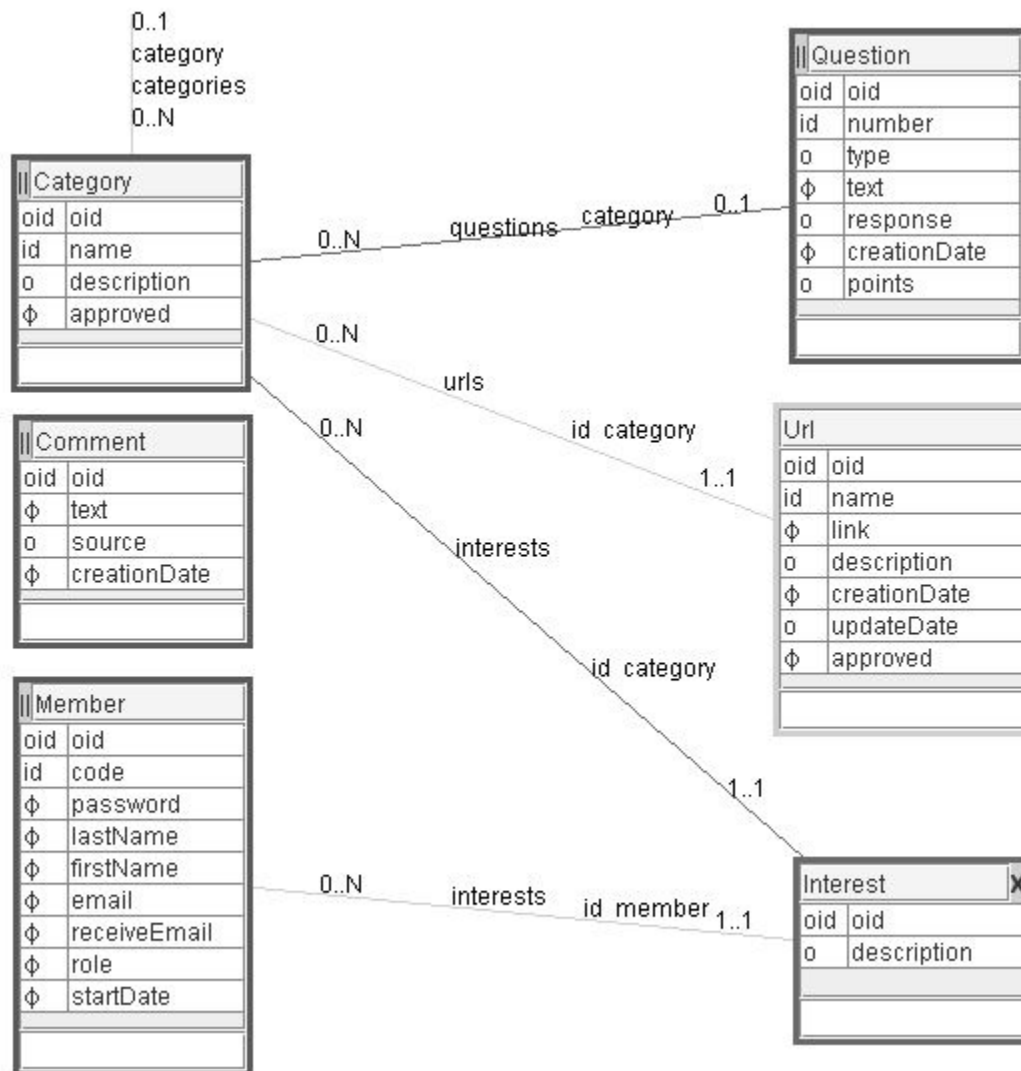 0..1
category
categories
0..N
|| Category
oid oid
id name
o description
ϕ approved
|| Question
oid oid
id number
o type
ϕ text
o response
ϕ creationDate
o points
0..N questions category 0..1
0..N urls id category 1..1
0..N interests id category 1..1
|| Comment
oid oid
ϕ text
o source
ϕ creationDate
Url
oid oid
id name
ϕ link
o description
ϕ creationDate
o updateDate
ϕ approved
|| Member
oid oid
id code
ϕ password
ϕ lastName
ϕ firstName
ϕ email
ϕ receiveEmail
ϕ role
ϕ startDate
0..N interests id member 1..1
Interest X
oid oid
o description